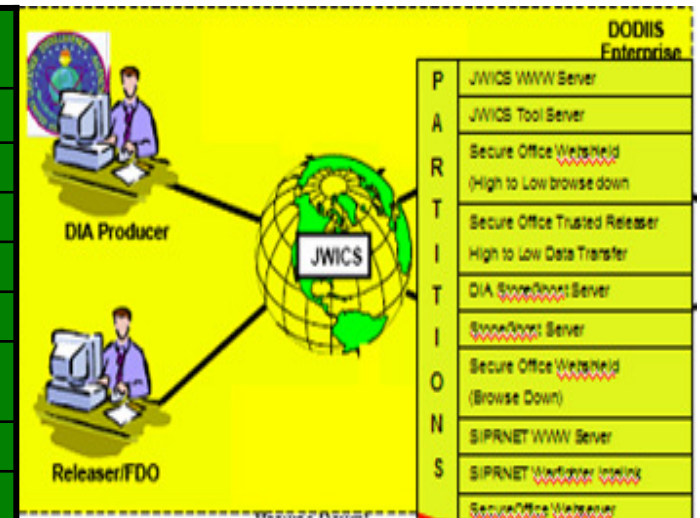 DODIIS
Enterprise
P
A
R
T
I
T
I
O
N
S
JWICS WWW Server
JWICS Tool Server
Secure Office Webshield
(High to Low browse down
Secure Office Trusted Releaser
High to Low Data Transfer
DIA StoneGhost Server
StoneGhost Server
Secure Office Webshield
(Browse Down)
SIPRNET WWW Server
SIPRNET Warfighter Intelink
SecureOffice Webserver
DIA Producer
JWICS
Releaser/FDO